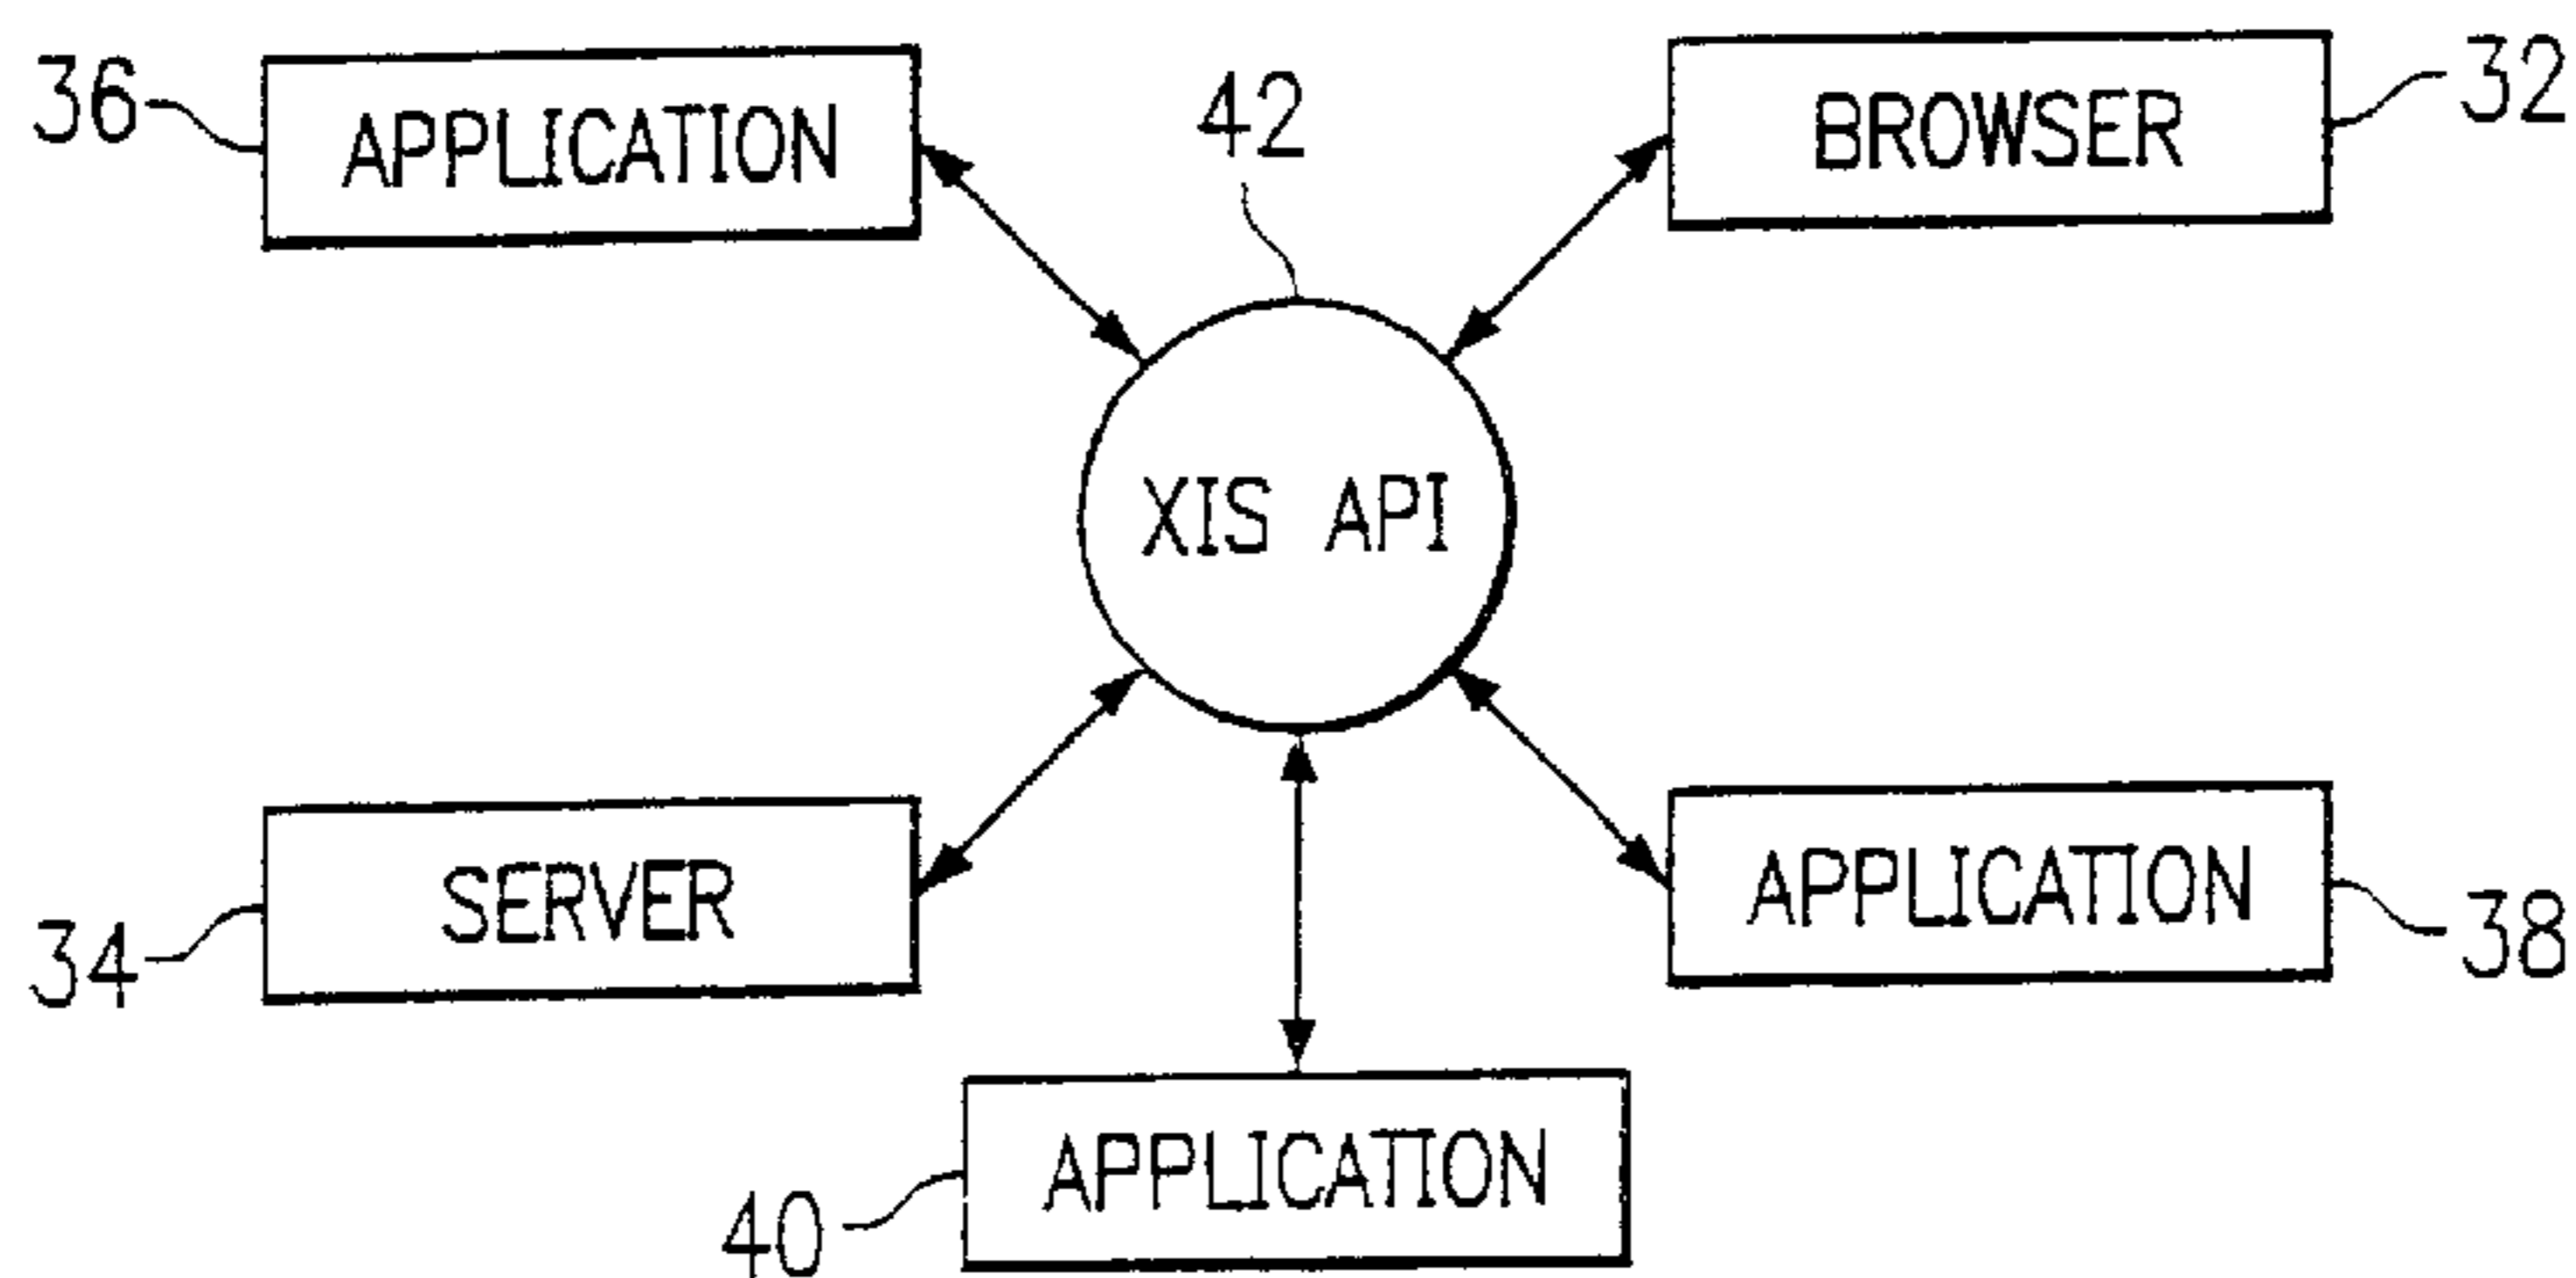 36
APPLICATION
42
BROWSER
32
XIS API
34
SERVER
APPLICATION
38
40
APPLICATION